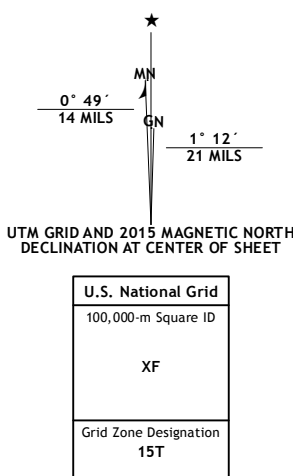 ★
MN
0° 49´
14 MILS
GN
1° 12´
21 MILS
UTM GRID AND 2015 MAGNETIC NORTH
DECLINATION AT CENTER OF SHEET
U.S. National Grid
100,000-m Square ID
XF
Grid Zone Designation
15T